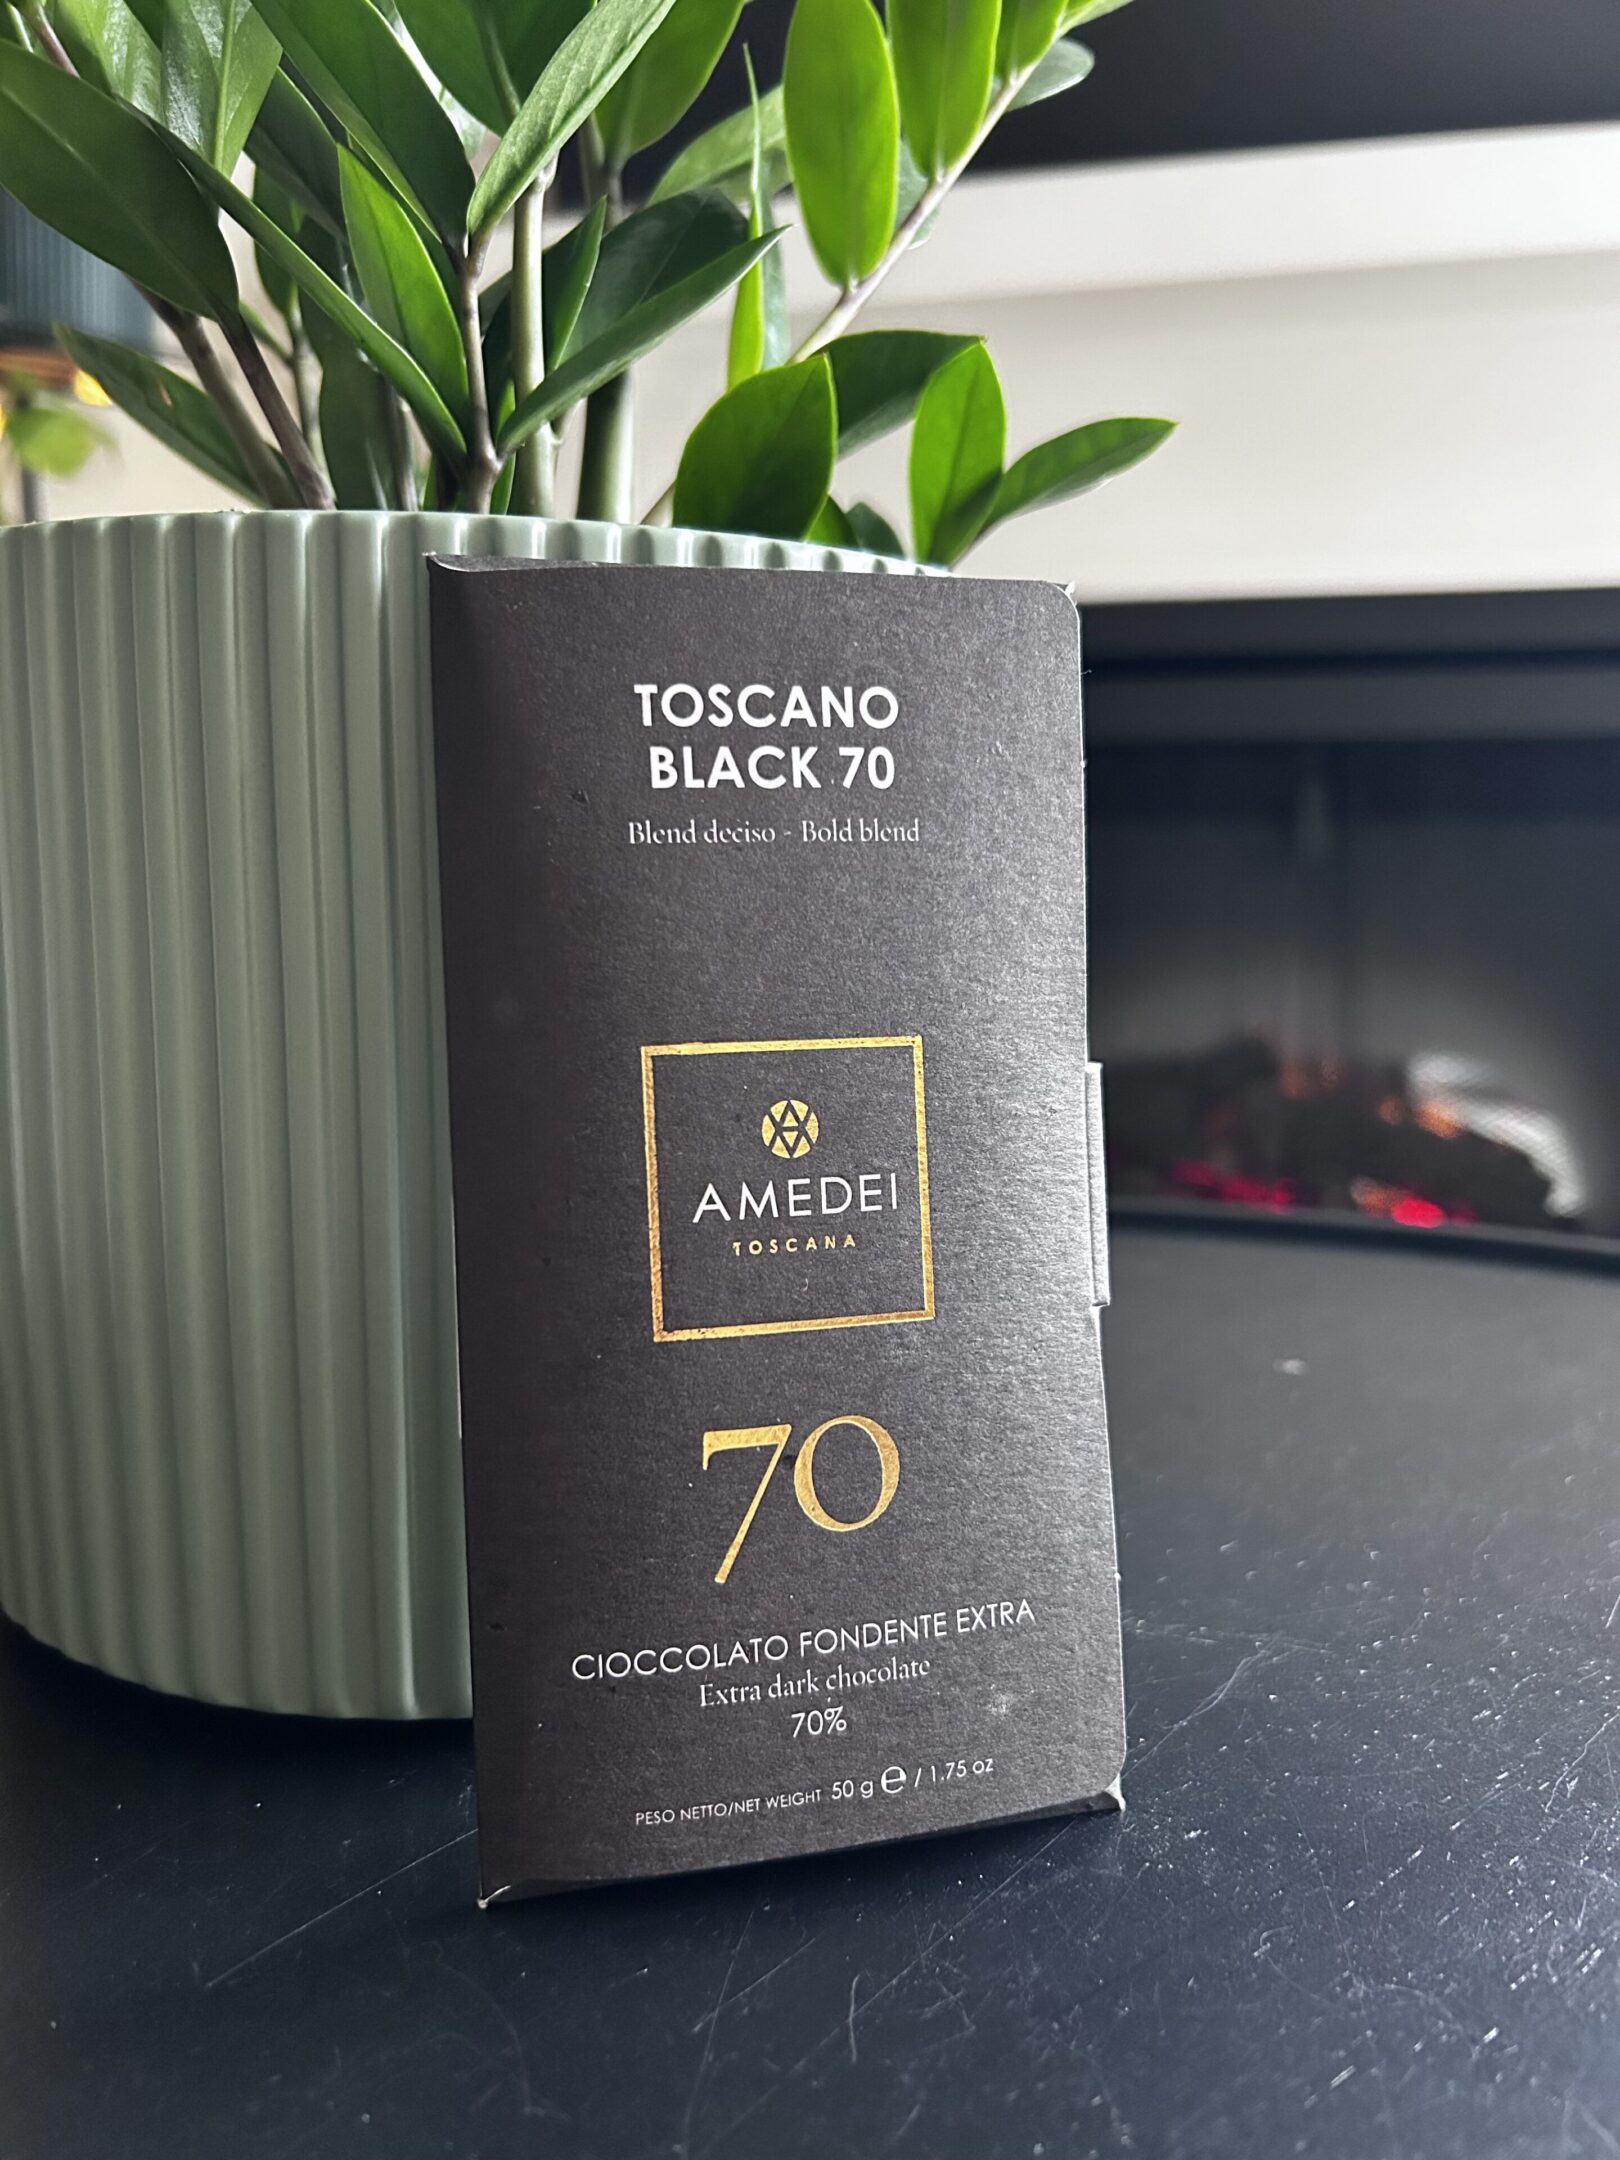 TOSCANO
BLACK 70
Blend deciso - Bold blend
AMEDEI
TOSCANA
70
CIOCCOLATO FONDENTE EXTRA
Extra dark chocolate
70%
PESO NETTO/NET WEIGHT 50 g ℮ / 1.75 oz